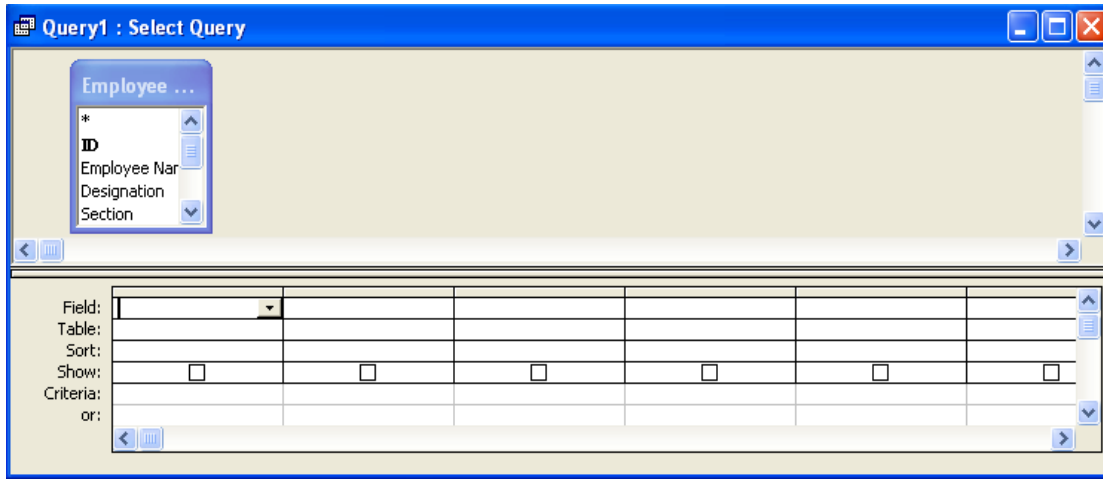 Query1 : Select Query
Employee ...
*
ID
Employee Nar
Designation
Section
Field:
Table:
Sort:
Show:
Criteria:
or: